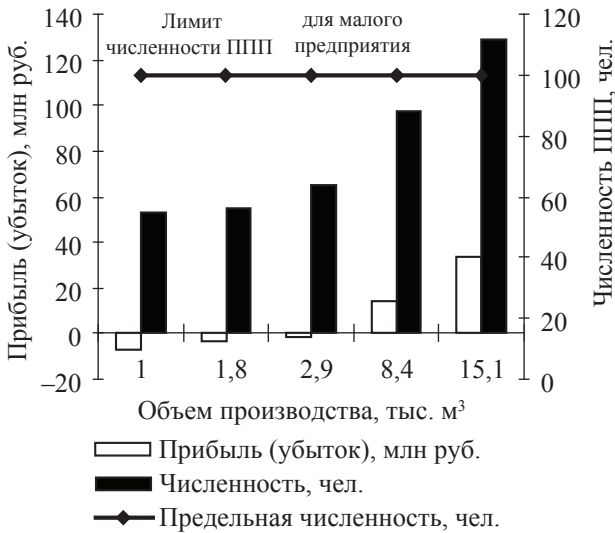 Лимит для малого
численности ППП предприятия
Прибыль (убыток), млн руб.
140
120
100
80
60
40
20
0
–20
Численность ППП, чел.
120
100
80
60
40
20
0
1 1,8 2,9 8,4 15,1
Объем производства, тыс. м³
Прибыль (убыток), млн руб.
Численность, чел.
Предельная численность, чел.